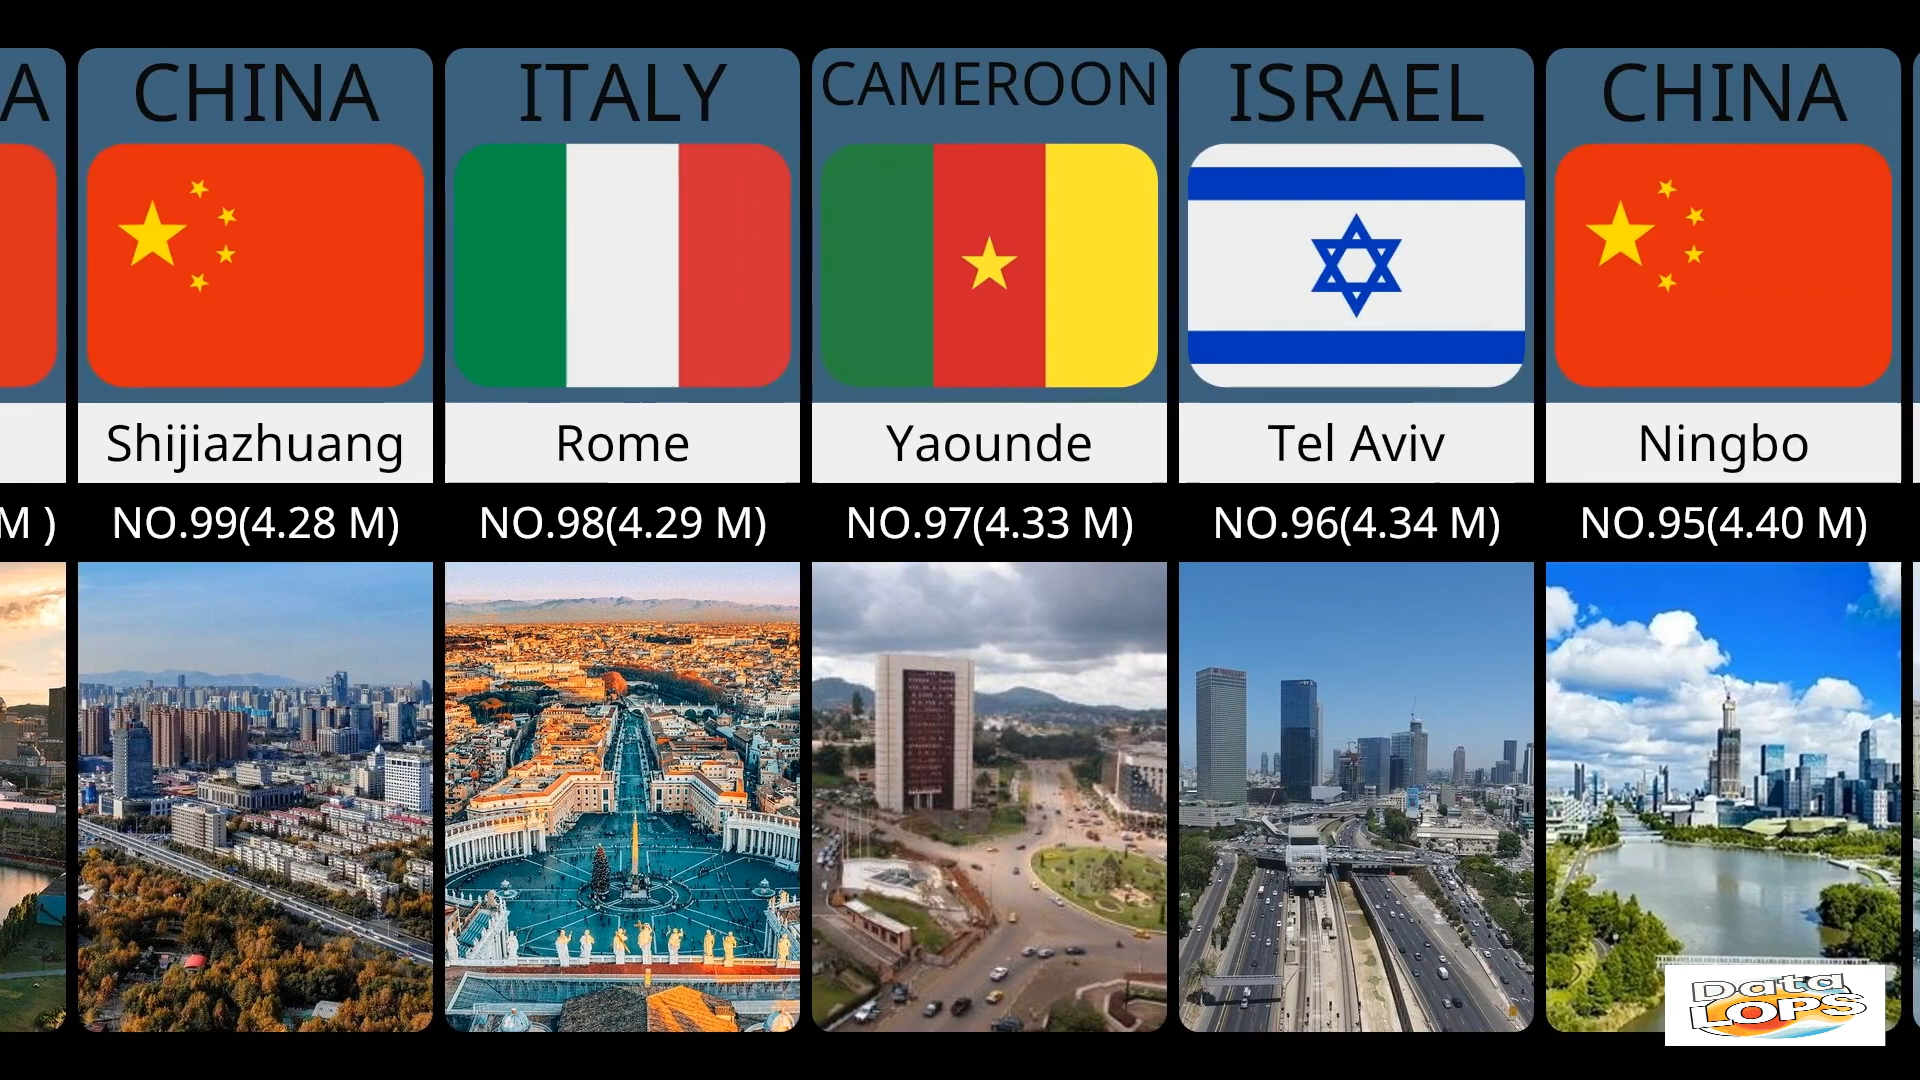 A
CHINA
ITALY
CAMEROON
ISRAEL
CHINA
Shijiazhuang
Rome
Yaounde
Tel Aviv
Ningbo
M )
NO.99(4.28 M)
NO.98(4.29 M)
NO.97(4.33 M)
NO.96(4.34 M)
NO.95(4.40 M)
Data
LOPS